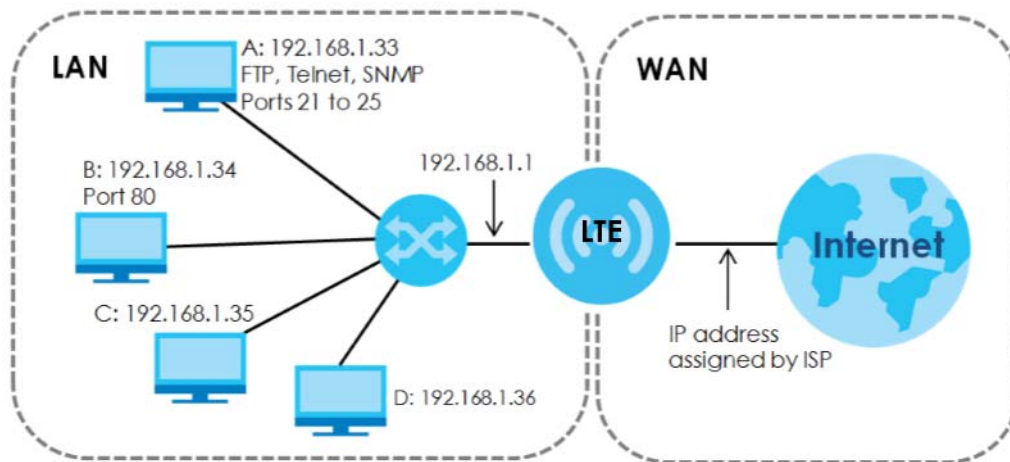 LAN
A: 192.168.1.33
FTP, Telnet, SNMP
Ports 21 to 25
B: 192.168.1.34
Port 80
C: 192.168.1.35
D: 192.168.1.36
192.168.1.1
LTE
WAN
Internet
IP address
assigned by ISP